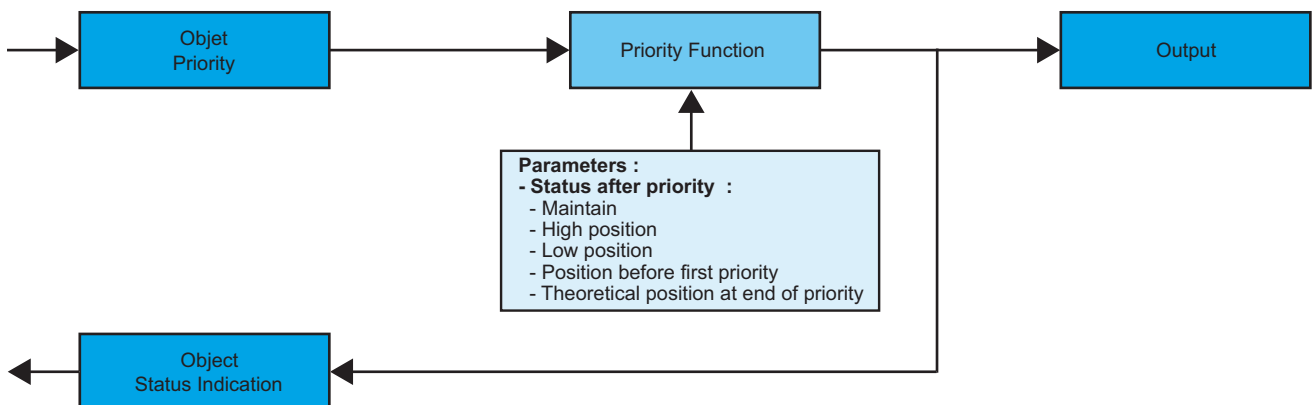 Objet
Priority
Priority Function
Output
Parameters :
- Status after priority :
- Maintain
- High position
- Low position
- Position before first priority
- Theoretical position at end of priority
Object
Status Indication